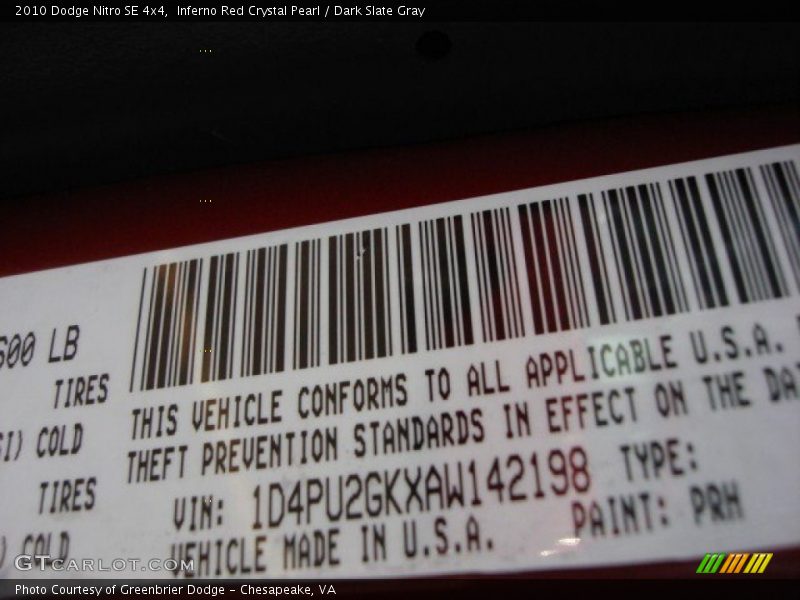 2010 Dodge Nitro SE 4x4,  Inferno Red Crystal Pearl / Dark Slate Gray
LB
TIRES
COLD
TIRES
COLD
THIS VEHICLE CONFORMS TO ALL APPLICABLE U.S.A.
THEFT PREVENTION STANDARDS IN EFFECT ON THE
VIN: 1D4PU2GKXAW142198 TYPE:
VEHICLE MADE IN U.S.A. PAINT: PRH
GTCARLOT.COM
Photo Courtesy of Greenbrier Dodge - Chesapeake, VA